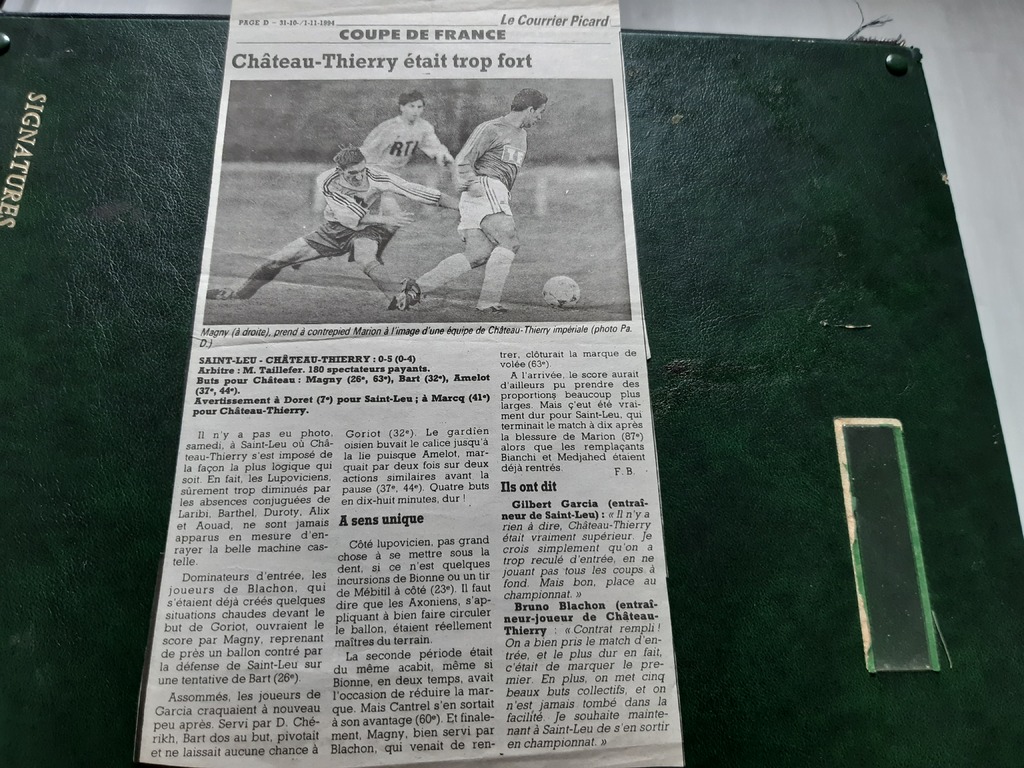 SIGNATURES
PAGE D - 31-10-/1-11-1994
Le Courrier Picard
COUPE DE FRANCE
Château-Thierry était trop fort
RTL
Magny (à droite), prend à contrepied Marion à l'image d'une équipe de Château-Thierry impériale (photo Pa.
D.)
SAINT-LEU - CHÂTEAU-THIERRY : 0-5 (0-4)
Arbitre : M. Taillefer. 180 spectateurs payants.
Buts pour Château : Magny (26e, 63e), Bart (32e), Amelot
(37e, 44e).
Avertissement à Doret (7e) pour Saint-Leu ; à Marcq (41e)
pour Château-Thierry.
Il n'y a pas eu photo,
samedi, à Saint-Leu où Châ-
teau-Thierry s'est imposé de
la façon la plus logique qui
soit. En fait, les Lupoviciens,
sûrement trop diminués par
les absences conjuguées de
Laribi, Barthel, Duroty, Alix
et Aouad, ne sont jamais
apparus en mesure d'en-
rayer la belle machine cas-
telle.
Dominateurs d'entrée, les
joueurs de Blachon, qui
s'étaient déjà créés quelques
situations chaudes devant le
but de Goriot, ouvraient le
score par Magny, reprenant
de près un ballon contré par
la défense de Saint-Leu sur
une tentative de Bart (26e).
Assommés, les joueurs de
Garcia craquaient à nouveau
peu après. Servi par D. Ché-
rikh, Bart dos au but, pivotait
et ne laissait aucune chance à
Goriot (32e). Le gardien
oisien buvait le calice jusqu'à
la lie puisque Amelot, mar-
quait par deux fois sur deux
actions similaires avant la
pause (37e, 44e). Quatre buts
en dix-huit minutes, dur !
A sens unique
Côté lupovicien, pas grand
chose à se mettre sous la
dent, si ce n'est quelques
incursions de Bionne ou un tir
de Mébitil à côté (23e). Il faut
dire que les Axoniens, s'ap-
pliquant à bien faire circuler
le ballon, étaient réellement
maîtres du terrain.
La seconde période était
du même acabit, même si
Bionne, en deux temps, avait
l'occasion de réduire la mar-
que. Mais Cantrel s'en sortait
à son avantage (60e). Et finale-
ment, Magny, bien servi par
Blachon, qui venait de ren-
trer, clôturait la marque de
volée (63e).
A l'arrivée, le score aurait
d'ailleurs pu prendre des
proportions beaucoup plus
larges. Mais ç'eut été vrai-
ment dur pour Saint-Leu, qui
terminait le match à dix après
la blessure de Marion (87e)
alors que les remplaçants
Bianchi et Medjahed étaient
déjà rentrés.
F. B.
Ils ont dit
Gilbert Garcia (entraî-
neur de Saint-Leu) : « Il n'y a
rien à dire, Château-Thierry
était vraiment supérieur. Je
crois simplement qu'on a
trop reculé d'entrée, en ne
jouant pas tous les coups à
fond. Mais bon, place au
championnat. »
Bruno Blachon (entraî-
neur-joueur de Château-
Thierry : « Contrat rempli !
On a bien pris le match d'en-
trée, et le plus dur en fait,
c'était de marquer le pre-
mier. En plus, on met cinq
beaux buts collectifs, et on
n'est jamais tombé dans la
facilité. Je souhaite mainte-
nant à Saint-Leu de s'en sortir
en championnat. »